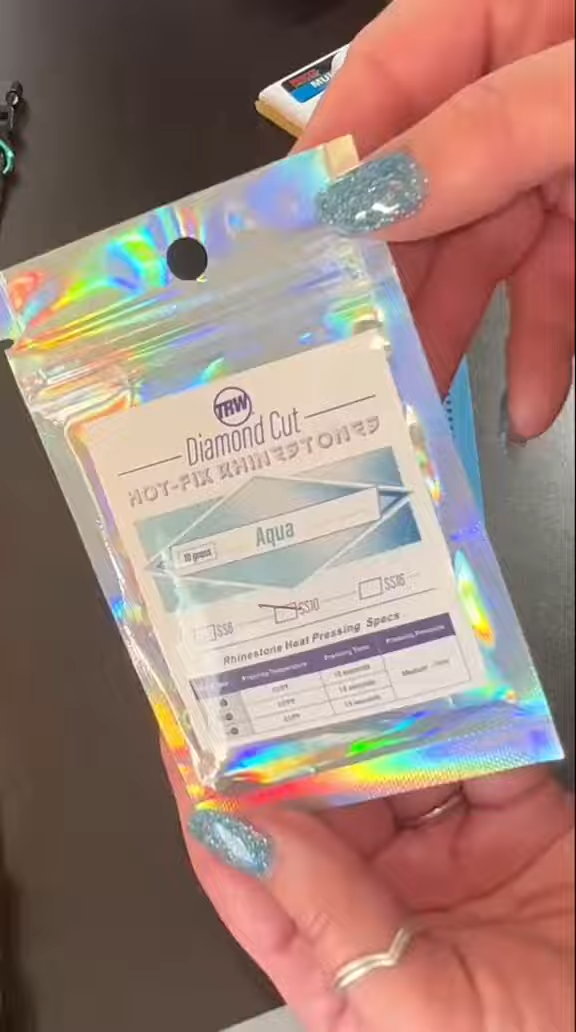 MUL
TRW
Diamond Cut
HOT-FIX RHINESTONES
Aqua
10 gross
SS6 SS10 SS16
Rhinestone Heat Pressing Specs
Pressing Temperature Pressing Time Pressing Pressure
15 seconds
15 seconds
15 seconds
Medium